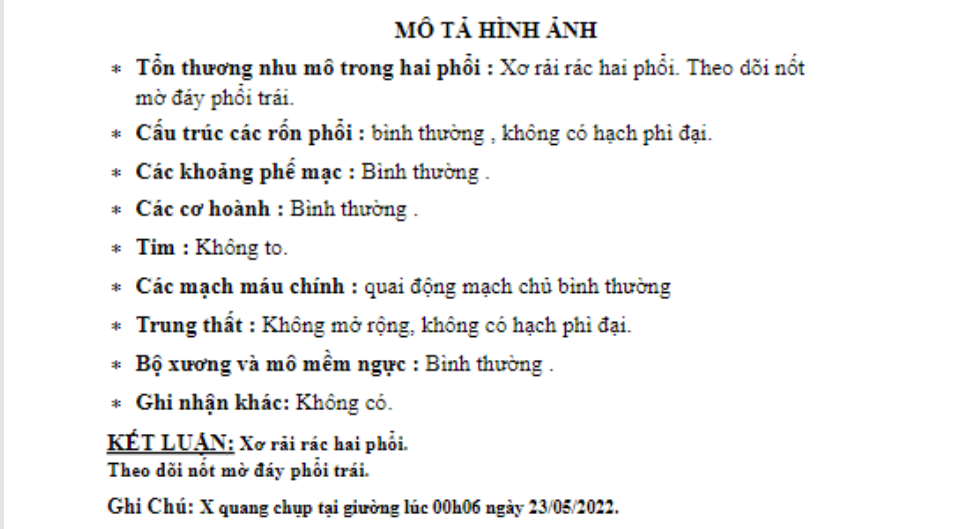 MÔ TẢ HÌNH ẢNH
* Tổn thương nhu mô trong hai phổi : Xơ rải rác hai phổi. Theo dõi nốt
mờ đáy phổi trái.
* Cấu trúc các rốn phổi : bình thường , không có hạch phì đại.
* Các khoảng phế mạc : Bình thường .
* Các cơ hoành : Bình thường .
* Tim : Không to.
* Các mạch máu chính : quai động mạch chủ bình thường
* Trung thất : Không mở rộng, không có hạch phì đại.
* Bộ xương và mô mềm ngực : Bình thường .
* Ghi nhận khác: Không có.
KẾT LUẬN: Xơ rải rác hai phổi.
Theo dõi nốt mờ đáy phổi trái.
Ghi Chú: X quang chụp tại giường lúc 00h06 ngày 23/05/2022.